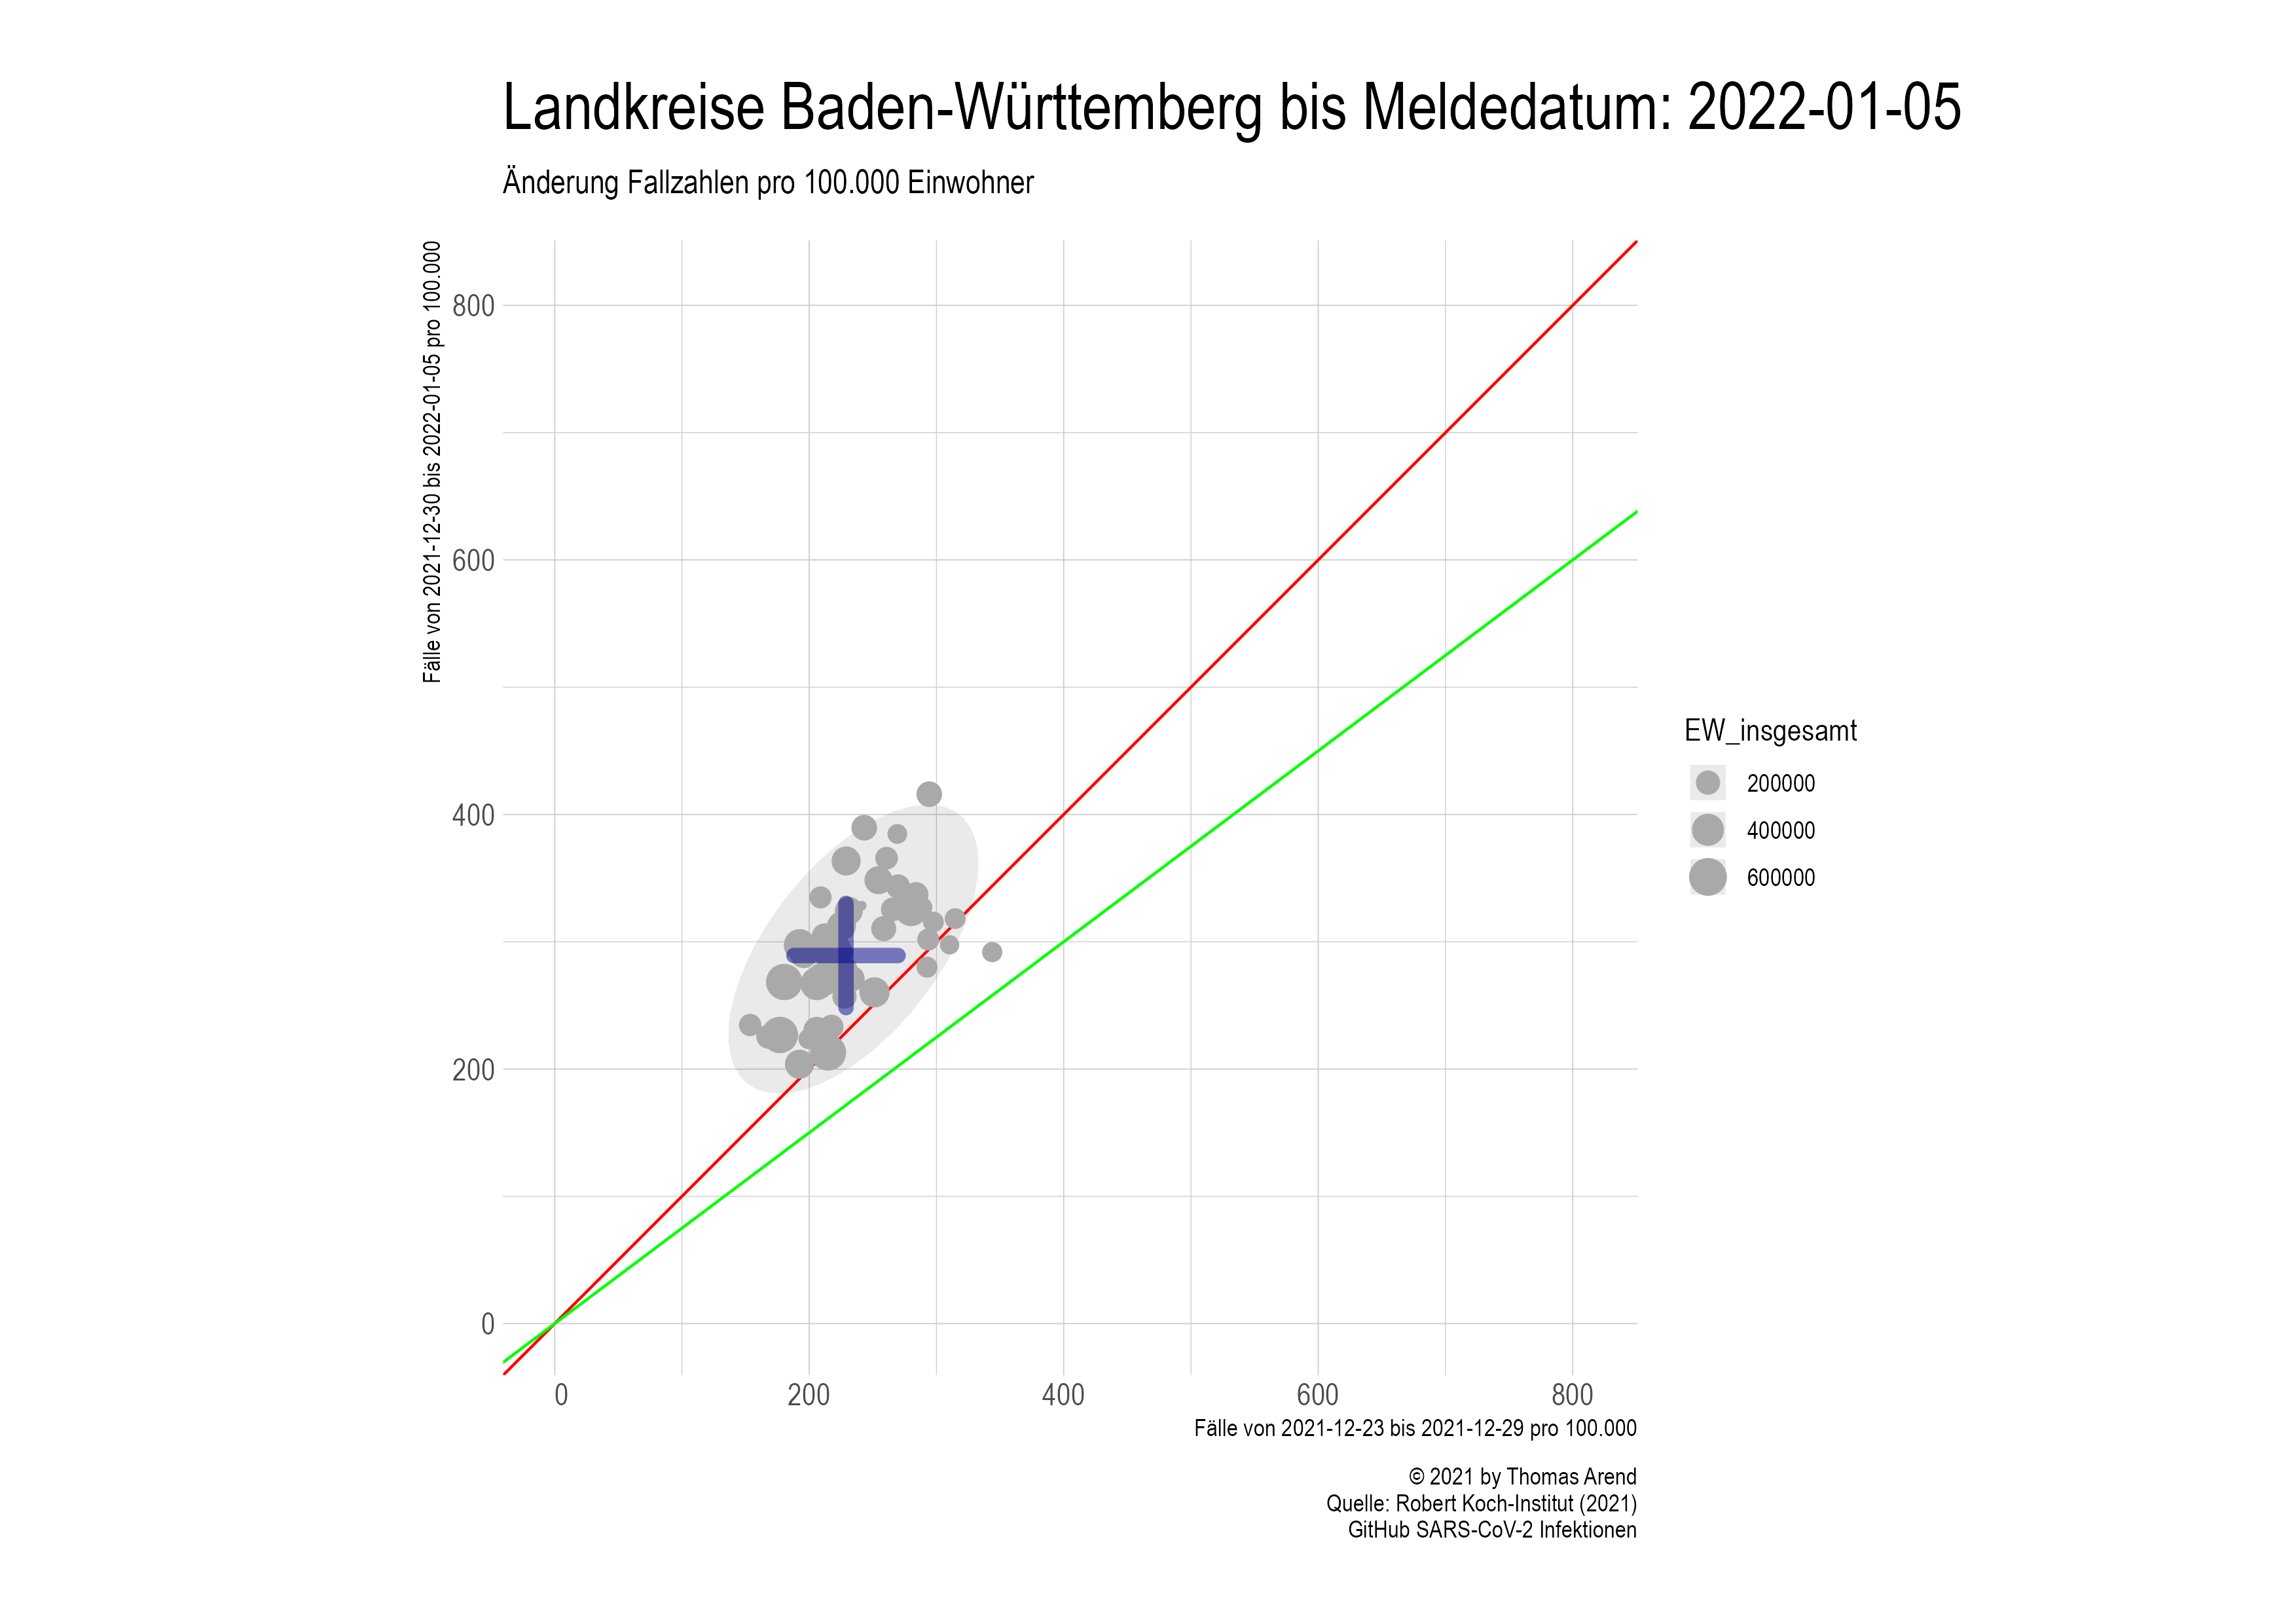 Landkreise Baden-Württemberg bis Meldedatum: 2022-01-05
Änderung Fallzahlen pro 100.000 Einwohner
Fälle von 2021-12-30 bis 2022-01-05 pro 100.000
800
600
400
200
0
0 200 400 600 800
Fälle von 2021-12-23 bis 2021-12-29 pro 100.000
EW_insgesamt
200000
400000
600000
© 2021 by Thomas Arend
Quelle: Robert Koch-Institut (2021)
GitHub SARS-CoV-2 Infektionen